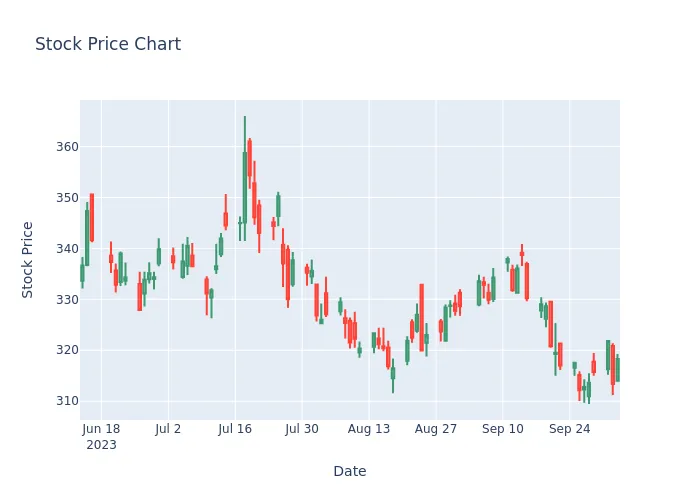 Stock Price Chart
360
350
340
330
320
310
Stock Price
Jun 18
2023
Jul 2
Jul 16
Jul 30
Aug 13
Aug 27
Sep 10
Sep 24
Date